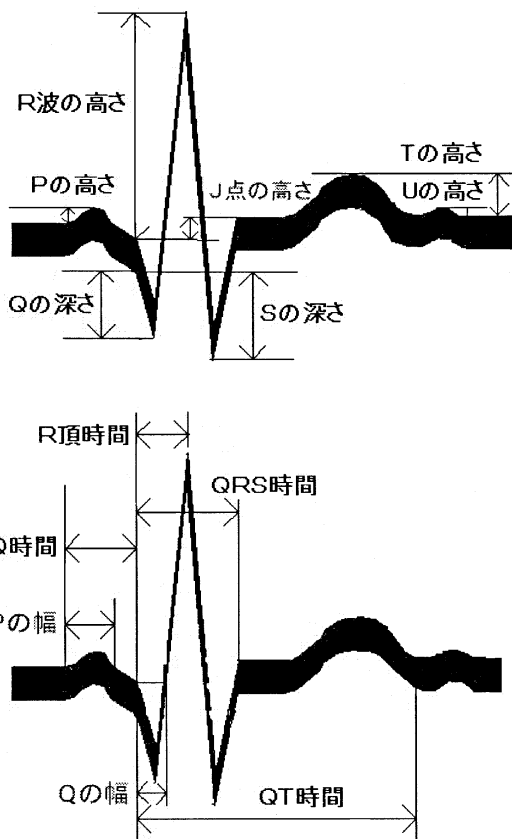 R波の高さ
Tの高さ
Pの高さ
J点の高さ
Uの高さ
Qの深さ
Sの深さ
R頂時間
QRS時間
Q時間
Pの幅
Qの幅
QT時間